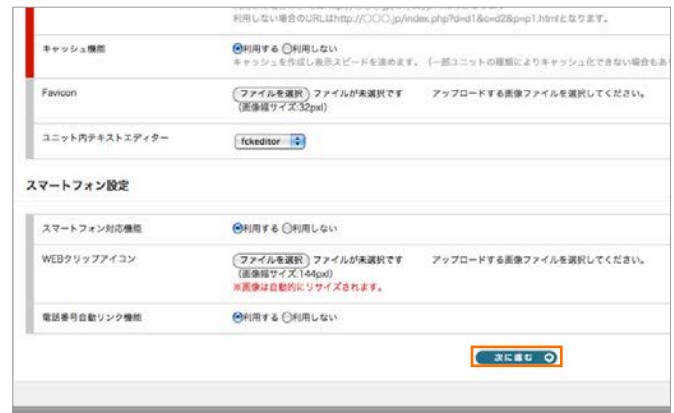 利用しない場合のURLはhttp://〇〇〇.jp/index.php?d=d1&c=d2&p=p1.htmlとなります。
キャッシュ機能
利用する 利用しない
キャッシュを作成し表示スピードを速めます。(一部ユニットの種類によりキャッシュ化できない場合もあ
Favicon
ファイルを選択 ファイルが未選択です アップロードする画像ファイルを選択してください。
(画像幅サイズ:32pxl)
ユニット内テキストエディター
fckeditor
スマートフォン設定
スマートフォン対応機能
利用する 利用しない
WEBクリップアイコン
ファイルを選択 ファイルが未選択です アップロードする画像ファイルを選択してください。
(画像幅サイズ:144pxl)
※画像は自動的にリサイズされます。
電話番号自動リンク機能
利用する 利用しない
次に進む